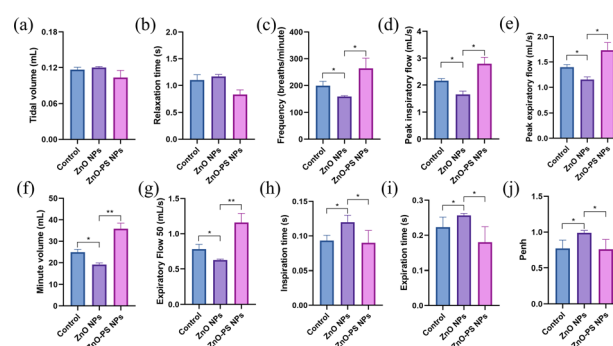 (a)
Tidal volume (mL)
0.18
0.12
0.06
0.00
Control
ZnO NPs
ZnO-PS NPs
(b)
Relaxation time (s)
2.0
1.5
1.0
0.5
0.0
Control
ZnO NPs
ZnO-PS NPs
(c)
Frequency (breaths/minute)
400
300
200
100
0
*
*
Control
ZnO NPs
ZnO-PS NPs
(d)
Peak inspiratory flow (mL/s)
4
3
2
1
0
*
*
Control
ZnO NPs
ZnO-PS NPs
(e)
Peak expiratory flow (mL/s)
2.0
1.5
1.0
0.5
0.0
*
*
Control
ZnO NPs
ZnO-PS NPs
(f)
Minute volume (mL)
50
40
30
20
10
0
*
**
Control
ZnO NPs
ZnO-PS NPs
(g)
Expiratory Flow 50 (mL/s)
1.5
1.0
0.5
0.0
*
**
Control
ZnO NPs
ZnO-PS NPs
(h)
Inspiration time (s)
0.15
0.10
0.05
0.00
*
*
Control
ZnO NPs
ZnO-PS NPs
(i)
Expiration time (s)
0.3
0.2
0.1
0.0
*
*
Control
ZnO NPs
ZnO-PS NPs
(j)
Penh
1.5
1.0
0.5
0.0
*
*
Control
ZnO NPs
ZnO-PS NPs